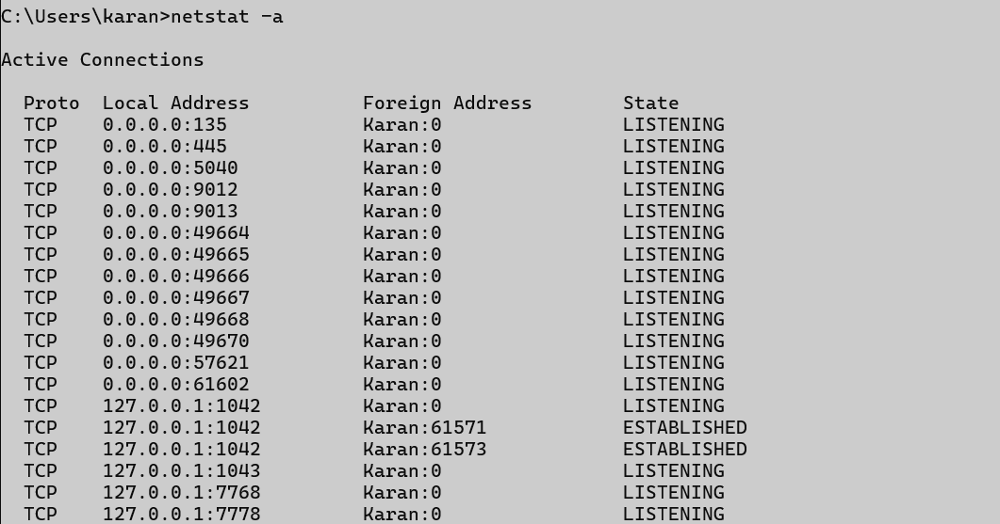 C:\Users\karan>netstat -a
Active Connections
Proto Local Address Foreign Address State
TCP 0.0.0.0:135 Karan:0 LISTENING
TCP 0.0.0.0:445 Karan:0 LISTENING
TCP 0.0.0.0:5040 Karan:0 LISTENING
TCP 0.0.0.0:9012 Karan:0 LISTENING
TCP 0.0.0.0:9013 Karan:0 LISTENING
TCP 0.0.0.0:49664 Karan:0 LISTENING
TCP 0.0.0.0:49665 Karan:0 LISTENING
TCP 0.0.0.0:49666 Karan:0 LISTENING
TCP 0.0.0.0:49667 Karan:0 LISTENING
TCP 0.0.0.0:49668 Karan:0 LISTENING
TCP 0.0.0.0:49670 Karan:0 LISTENING
TCP 0.0.0.0:57621 Karan:0 LISTENING
TCP 0.0.0.0:61602 Karan:0 LISTENING
TCP 127.0.0.1:1042 Karan:0 LISTENING
TCP 127.0.0.1:1042 Karan:61571 ESTABLISHED
TCP 127.0.0.1:1042 Karan:61573 ESTABLISHED
TCP 127.0.0.1:1043 Karan:0 LISTENING
TCP 127.0.0.1:7768 Karan:0 LISTENING
TCP 127.0.0.1:7778 Karan:0 LISTENING